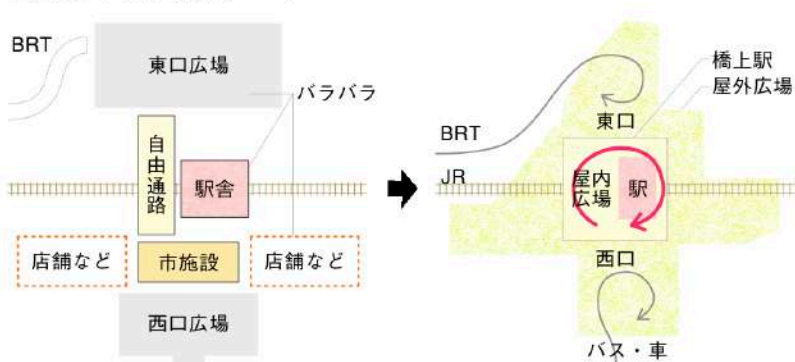 BRT
東口広場
バラバラ
自由通路
駅舎
店舗など
市施設
店舗など
西口広場
橋上駅
屋外広場
東口
BRT
JR
屋内
広場
駅
西口
バス・車